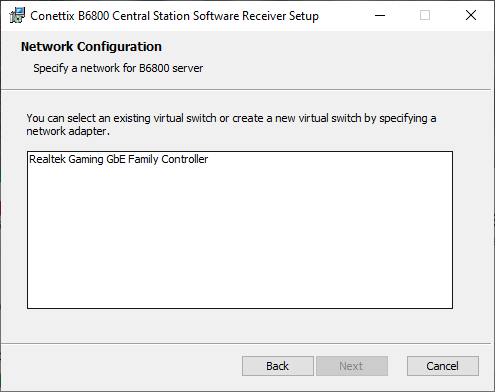 Conettix B6800 Central Station Software Receiver Setup
Network Configuration
Specify a network for B6800 server
You can select an existing virtual switch or create a new virtual switch by specifying a
network adapter.
Realtek Gaming GbE Family Controller
Back
Next
Cancel